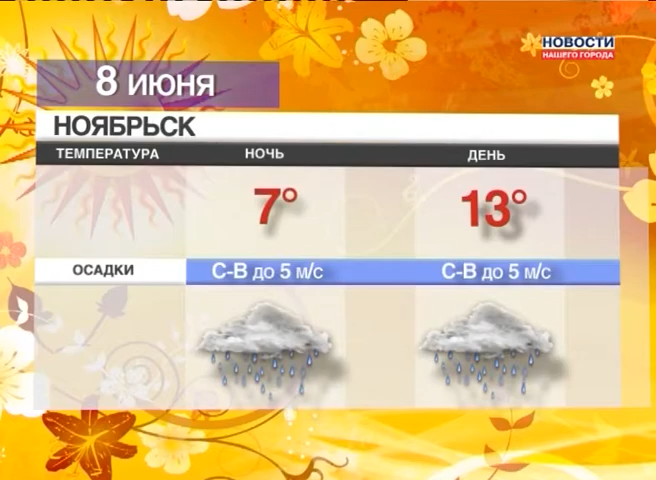 НОВОСТИ
НАШЕГО ГОРОДА
8 ИЮНЯ
НОЯБРЬСК
ТЕМПЕРАТУРА НОЧЬ ДЕНЬ
7° 13°
ОСАДКИ С-В ДО 5 М/С С-В ДО 5 М/С